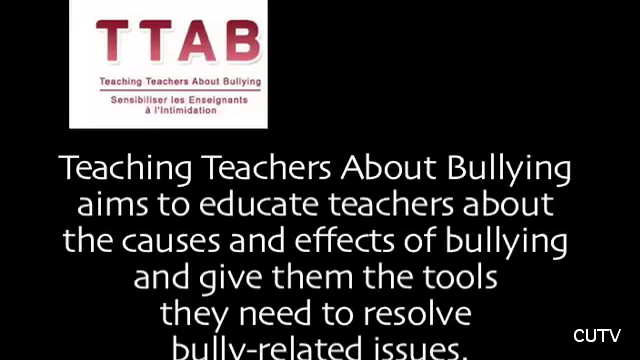 TTAB
Teaching Teachers About Bullying
Sensibiliser les Enseignants
à l'Intimidation
Teaching Teachers About Bullying
aims to educate teachers about
the causes and effects of bullying
and give them the tools
they need to resolve
bully-related issues.
CUTV